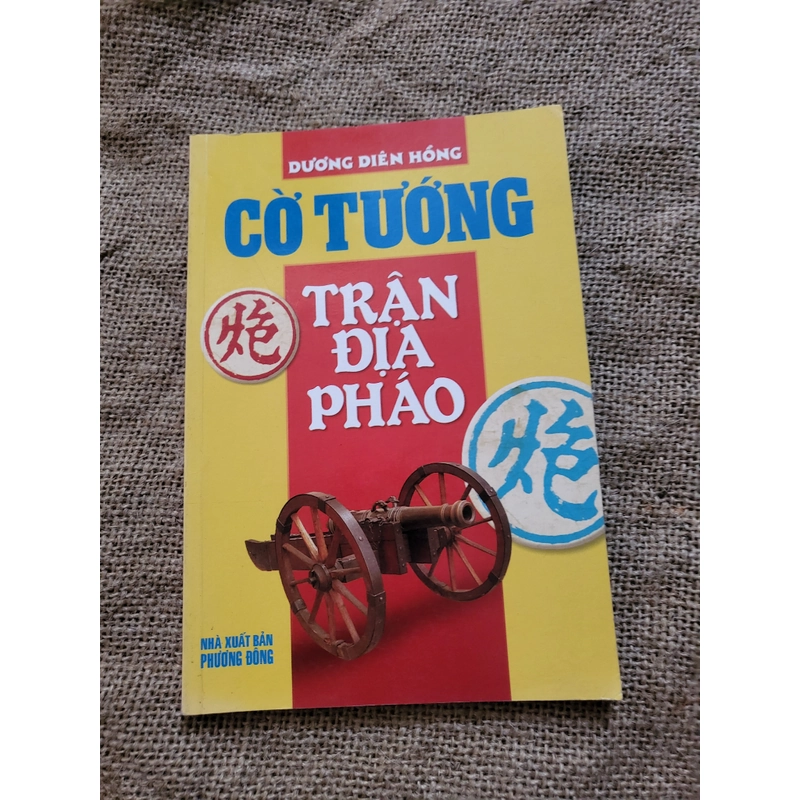 DƯƠNG DIÊN HỒNG
CỜ TƯỚNG
TRẬN
ĐỊA
PHÁO
炮
炮
NHÀ XUẤT BẢN
PHƯƠNG ĐÔNG